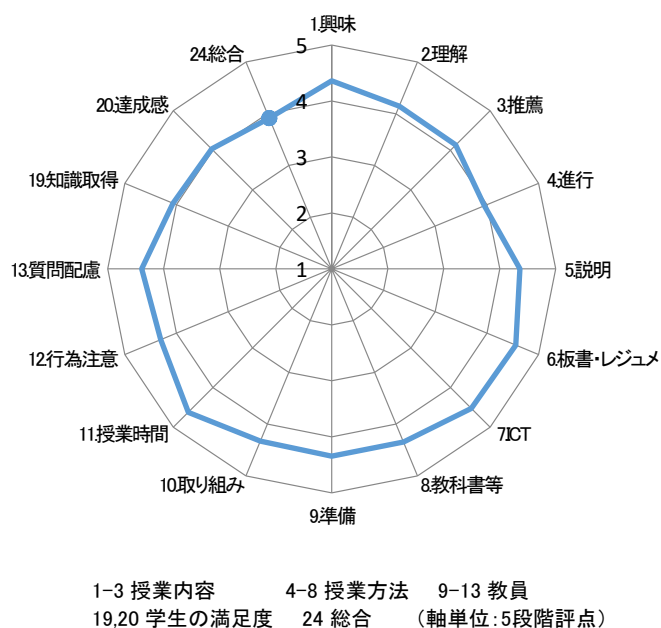 1.興味
2.理解
3.推薦
4.進行
5.説明
6.板書・レジュメ
7.ICT
8.教科書等
9.準備
10.取り組み
11.授業時間
12.行為注意
13.質問配慮
19.知識取得
20.達成感
24.総合
5
4
3
2
1
1-3 授業内容 4-8 授業方法 9-13 教員
19,20 学生の満足度 24 総合 (軸単位:5段階評点)